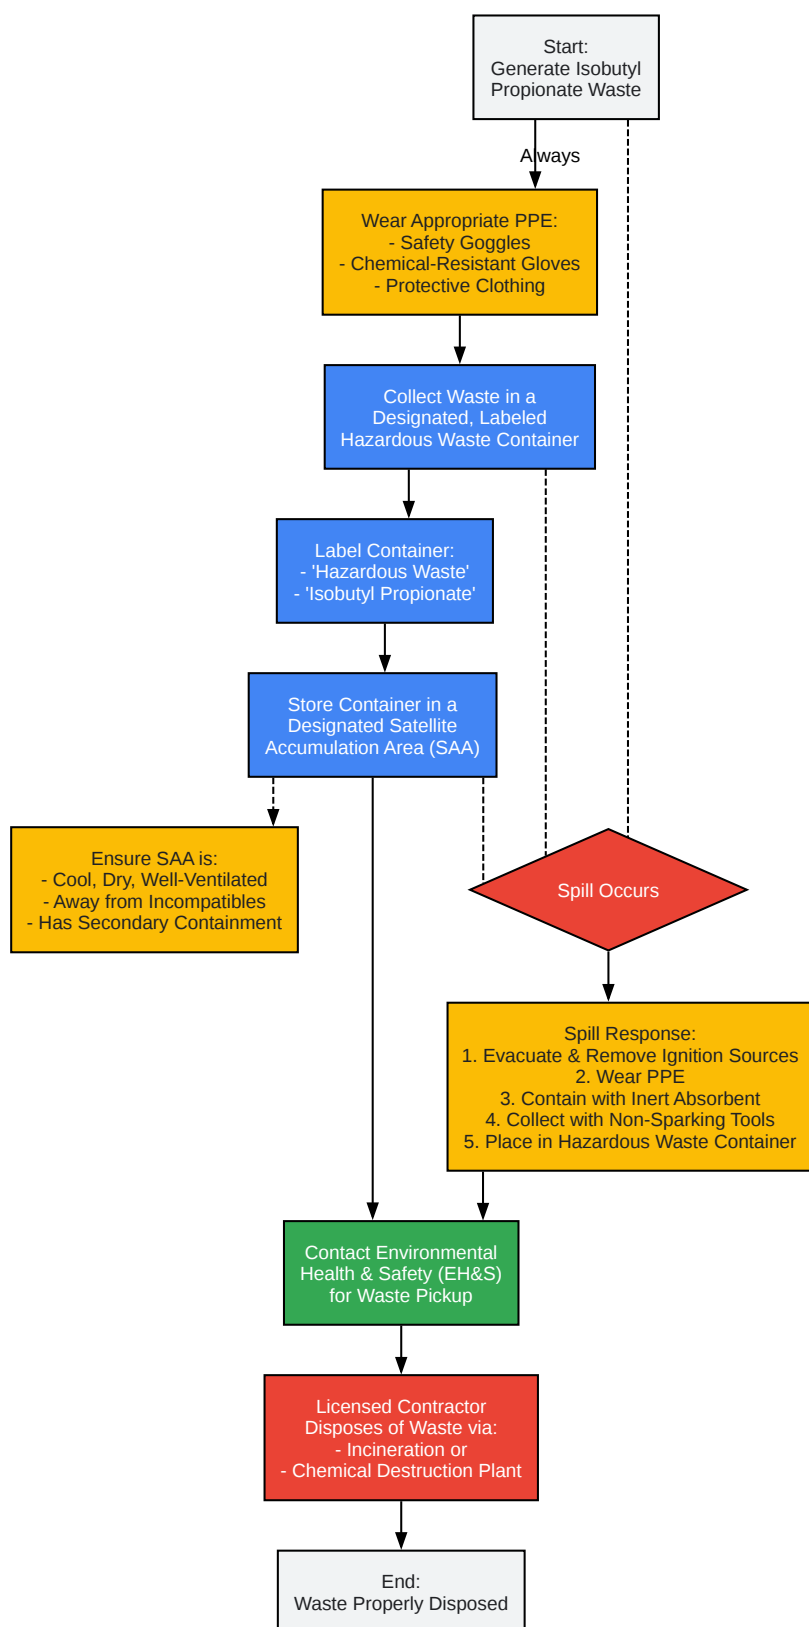 Start:
Generate Isobutyl
Propionate Waste
Always
Wear Appropriate PPE:
- Safety Goggles
- Chemical-Resistant Gloves
- Protective Clothing
Collect Waste in a
Designated, Labeled
Hazardous Waste Container
Label Container:
- 'Hazardous Waste'
- 'Isobutyl Propionate'
Store Container in a
Designated Satellite
Accumulation Area (SAA)
Ensure SAA is:
- Cool, Dry, Well-Ventilated
- Away from Incompatibles
- Has Secondary Containment
Spill Occurs
Spill Response:
1. Evacuate & Remove Ignition Sources
2. Wear PPE
3. Contain with Inert Absorbent
4. Collect with Non-Sparking Tools
5. Place in Hazardous Waste Container
Contact Environmental
Health & Safety (EH&S)
for Waste Pickup
Licensed Contractor
Disposes of Waste via:
- Incineration or
- Chemical Destruction Plant
End:
Waste Properly Disposed